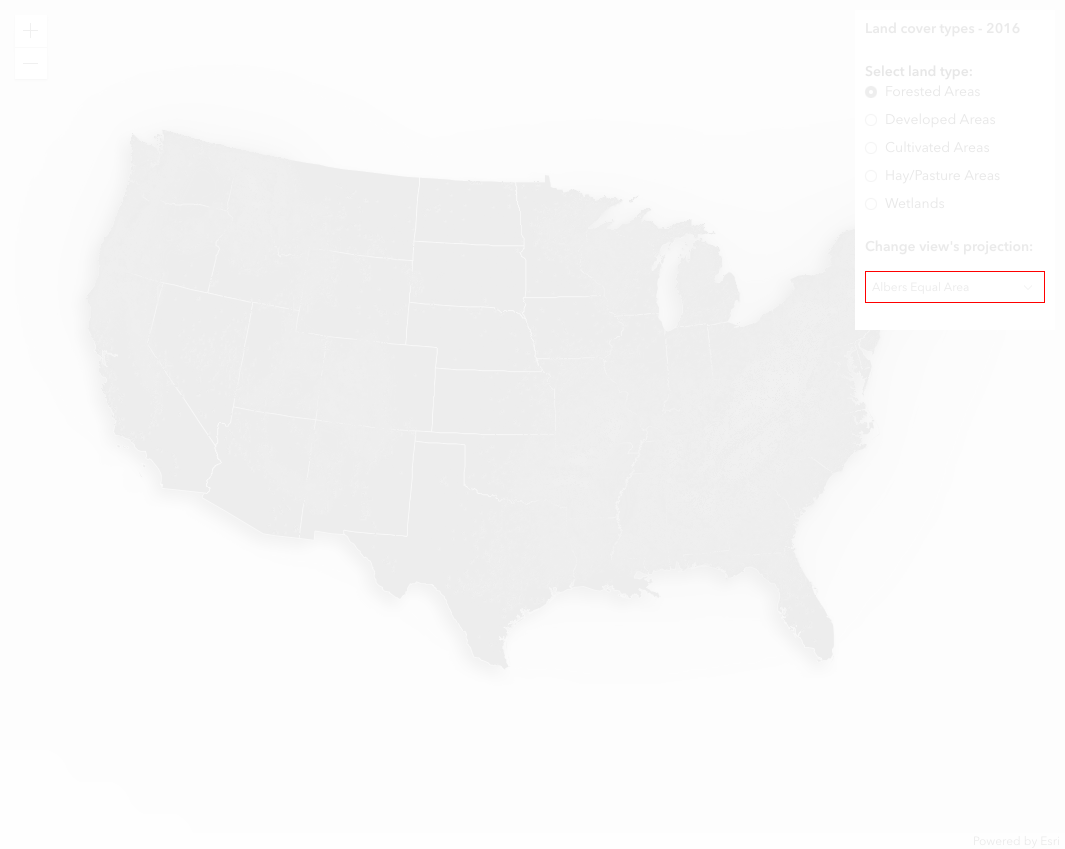 Land cover types - 2016
Select land type:
Forested Areas
Developed Areas
Cultivated Areas
Hay/Pasture Areas
Wetlands
Change view's projection:
Albers Equal Area
Powered by Esri